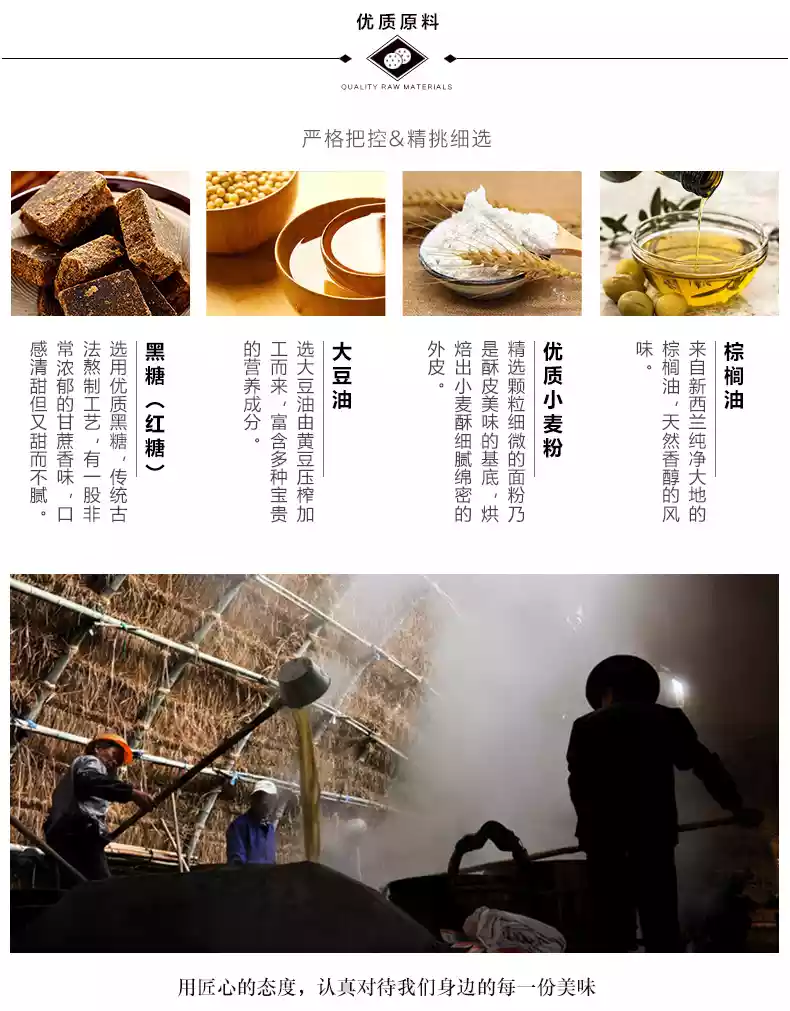 优质原料
QUALITY RAW MATERIALS
严格把控&精挑细选
黑糖（红糖）
选用优质黑糖，传统古
法熬制工艺，有一股非
常浓郁的甘蔗香味，口
感清甜但又甜而不腻。
大豆油
选大豆油由黄豆压榨加
工而来，富含多种宝贵
的营养成分。
优质小麦粉
精选颗粒细微的面粉乃
是酥皮美味的基底，烘
焙出小麦酥细腻绵密的
外皮。
棕榈油
来自新西兰纯净大地的
棕榈油，天然香醇的风
味。
用匠心的态度，认真对待我们身边的每一份美味